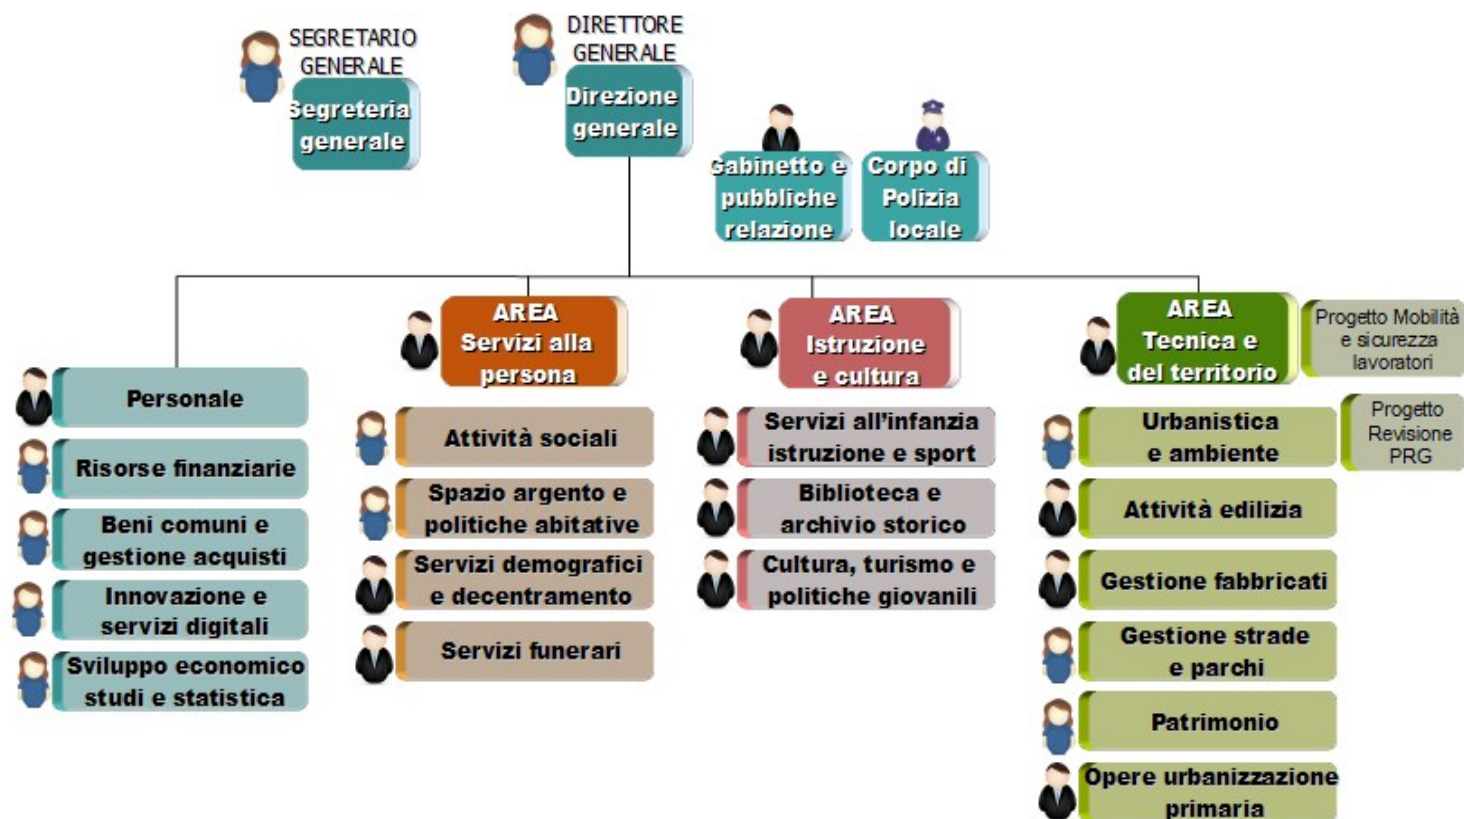 SEGRETARIO
GENERALE
Segreteria
generale
DIRETTORE
GENERALE
Direzione
generale
Gabinetto e
pubbliche
relazione
Corpo di
Polizia
locale
Personale
Risorse finanziarie
Beni comuni e
gestione acquisti
Innovazione e
servizi digitali
Sviluppo economico
studi e statistica
AREA
Servizi alla
persona
Attività sociali
Spazio argento e
politiche abitative
Servizi demografici
e decentramento
Servizi funerari
AREA
Istruzione
e cultura
Servizi all'infanzia
istruzione e sport
Biblioteca e
archivio storico
Cultura, turismo e
politiche giovanili
AREA
Tecnica e
del territorio
Progetto Mobilità
e sicurezza
lavoratori
Urbanistica
e ambiente
Progetto
Revisione
PRG
Attività edilizia
Gestione fabbricati
Gestione strade
e parchi
Patrimonio
Opere urbanizzazione
primaria